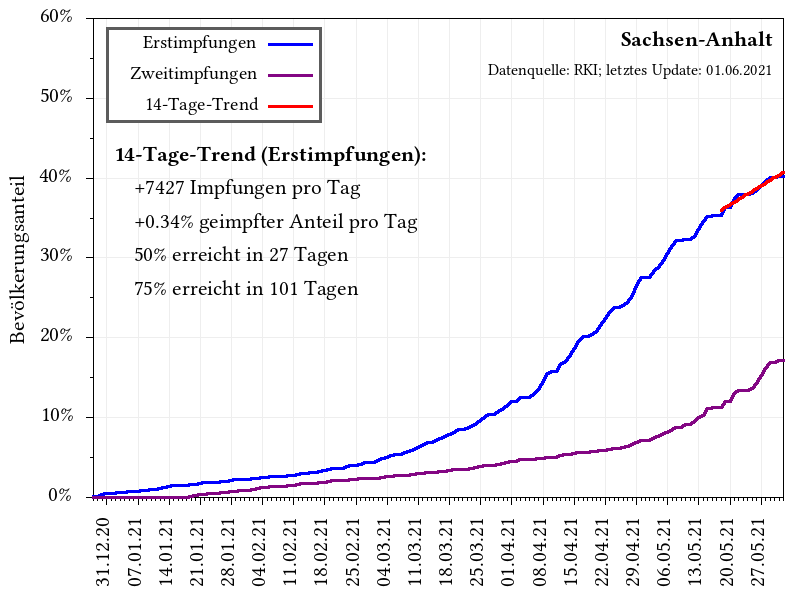 Sachsen-Anhalt
Datenquelle: RKI; letztes Update: 01.06.2021
Erstimpfungen
Zweitimpfungen
14-Tage-Trend
14-Tage-Trend (Erstimpfungen):
+7427 Impfungen pro Tag
+0.34% geimpfter Anteil pro Tag
50% erreicht in 27 Tagen
75% erreicht in 101 Tagen
Bevölkerungsanteil
60%
50%
40%
30%
20%
10%
0%
31.12.20
07.01.21
14.01.21
21.01.21
28.01.21
04.02.21
11.02.21
18.02.21
25.02.21
04.03.21
11.03.21
18.03.21
25.03.21
01.04.21
08.04.21
15.04.21
22.04.21
29.04.21
06.05.21
13.05.21
20.05.21
27.05.21